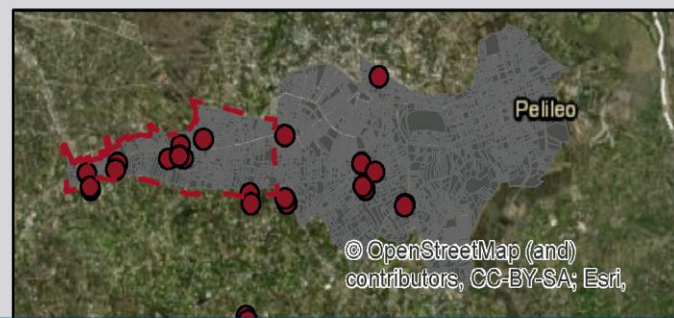 Pelileo
© OpenStreetMap (and)
contributors, CC-BY-SA; Esri,